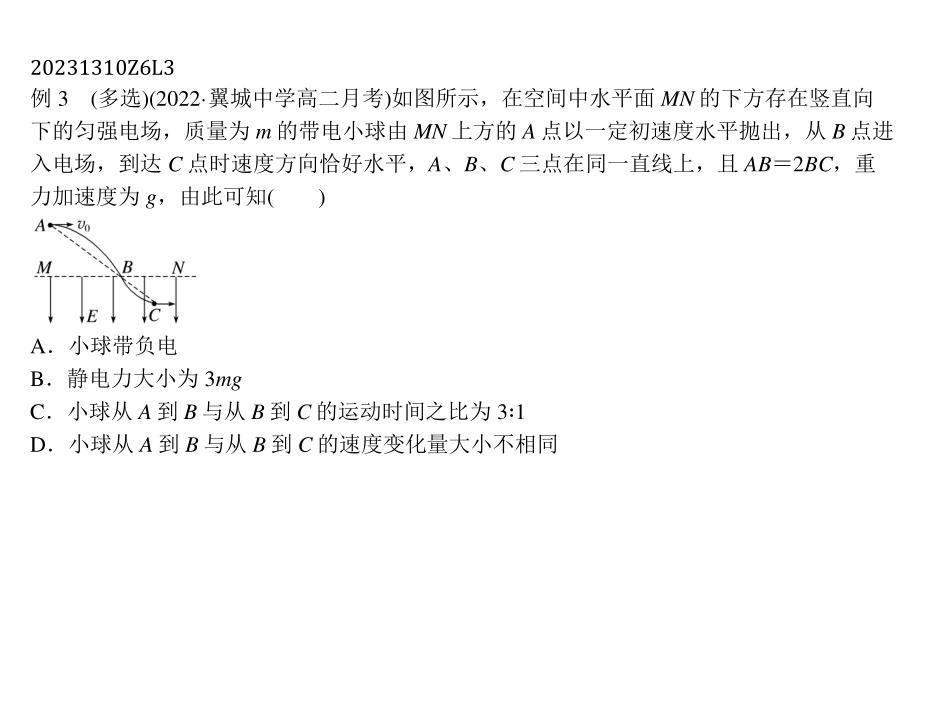 20231310Z6L3
例 3　(多选)(2022·翼城中学高二月考)如图所示，在空间中水平面 MN 的下方存在竖直向
下的匀强电场，质量为 m 的带电小球由 MN 上方的 A 点以一定初速度水平抛出，从 B 点进
入电场，到达 C 点时速度方向恰好水平，A、B、C 三点在同一直线上，且 AB＝2BC，重
力加速度为 g，由此可知(　　)
A v₀
M B N
E C
A．小球带负电
B．静电力大小为 3mg
C．小球从 A 到 B 与从 B 到 C 的运动时间之比为 3∶1
D．小球从 A 到 B 与从 B 到 C 的速度变化量大小不相同